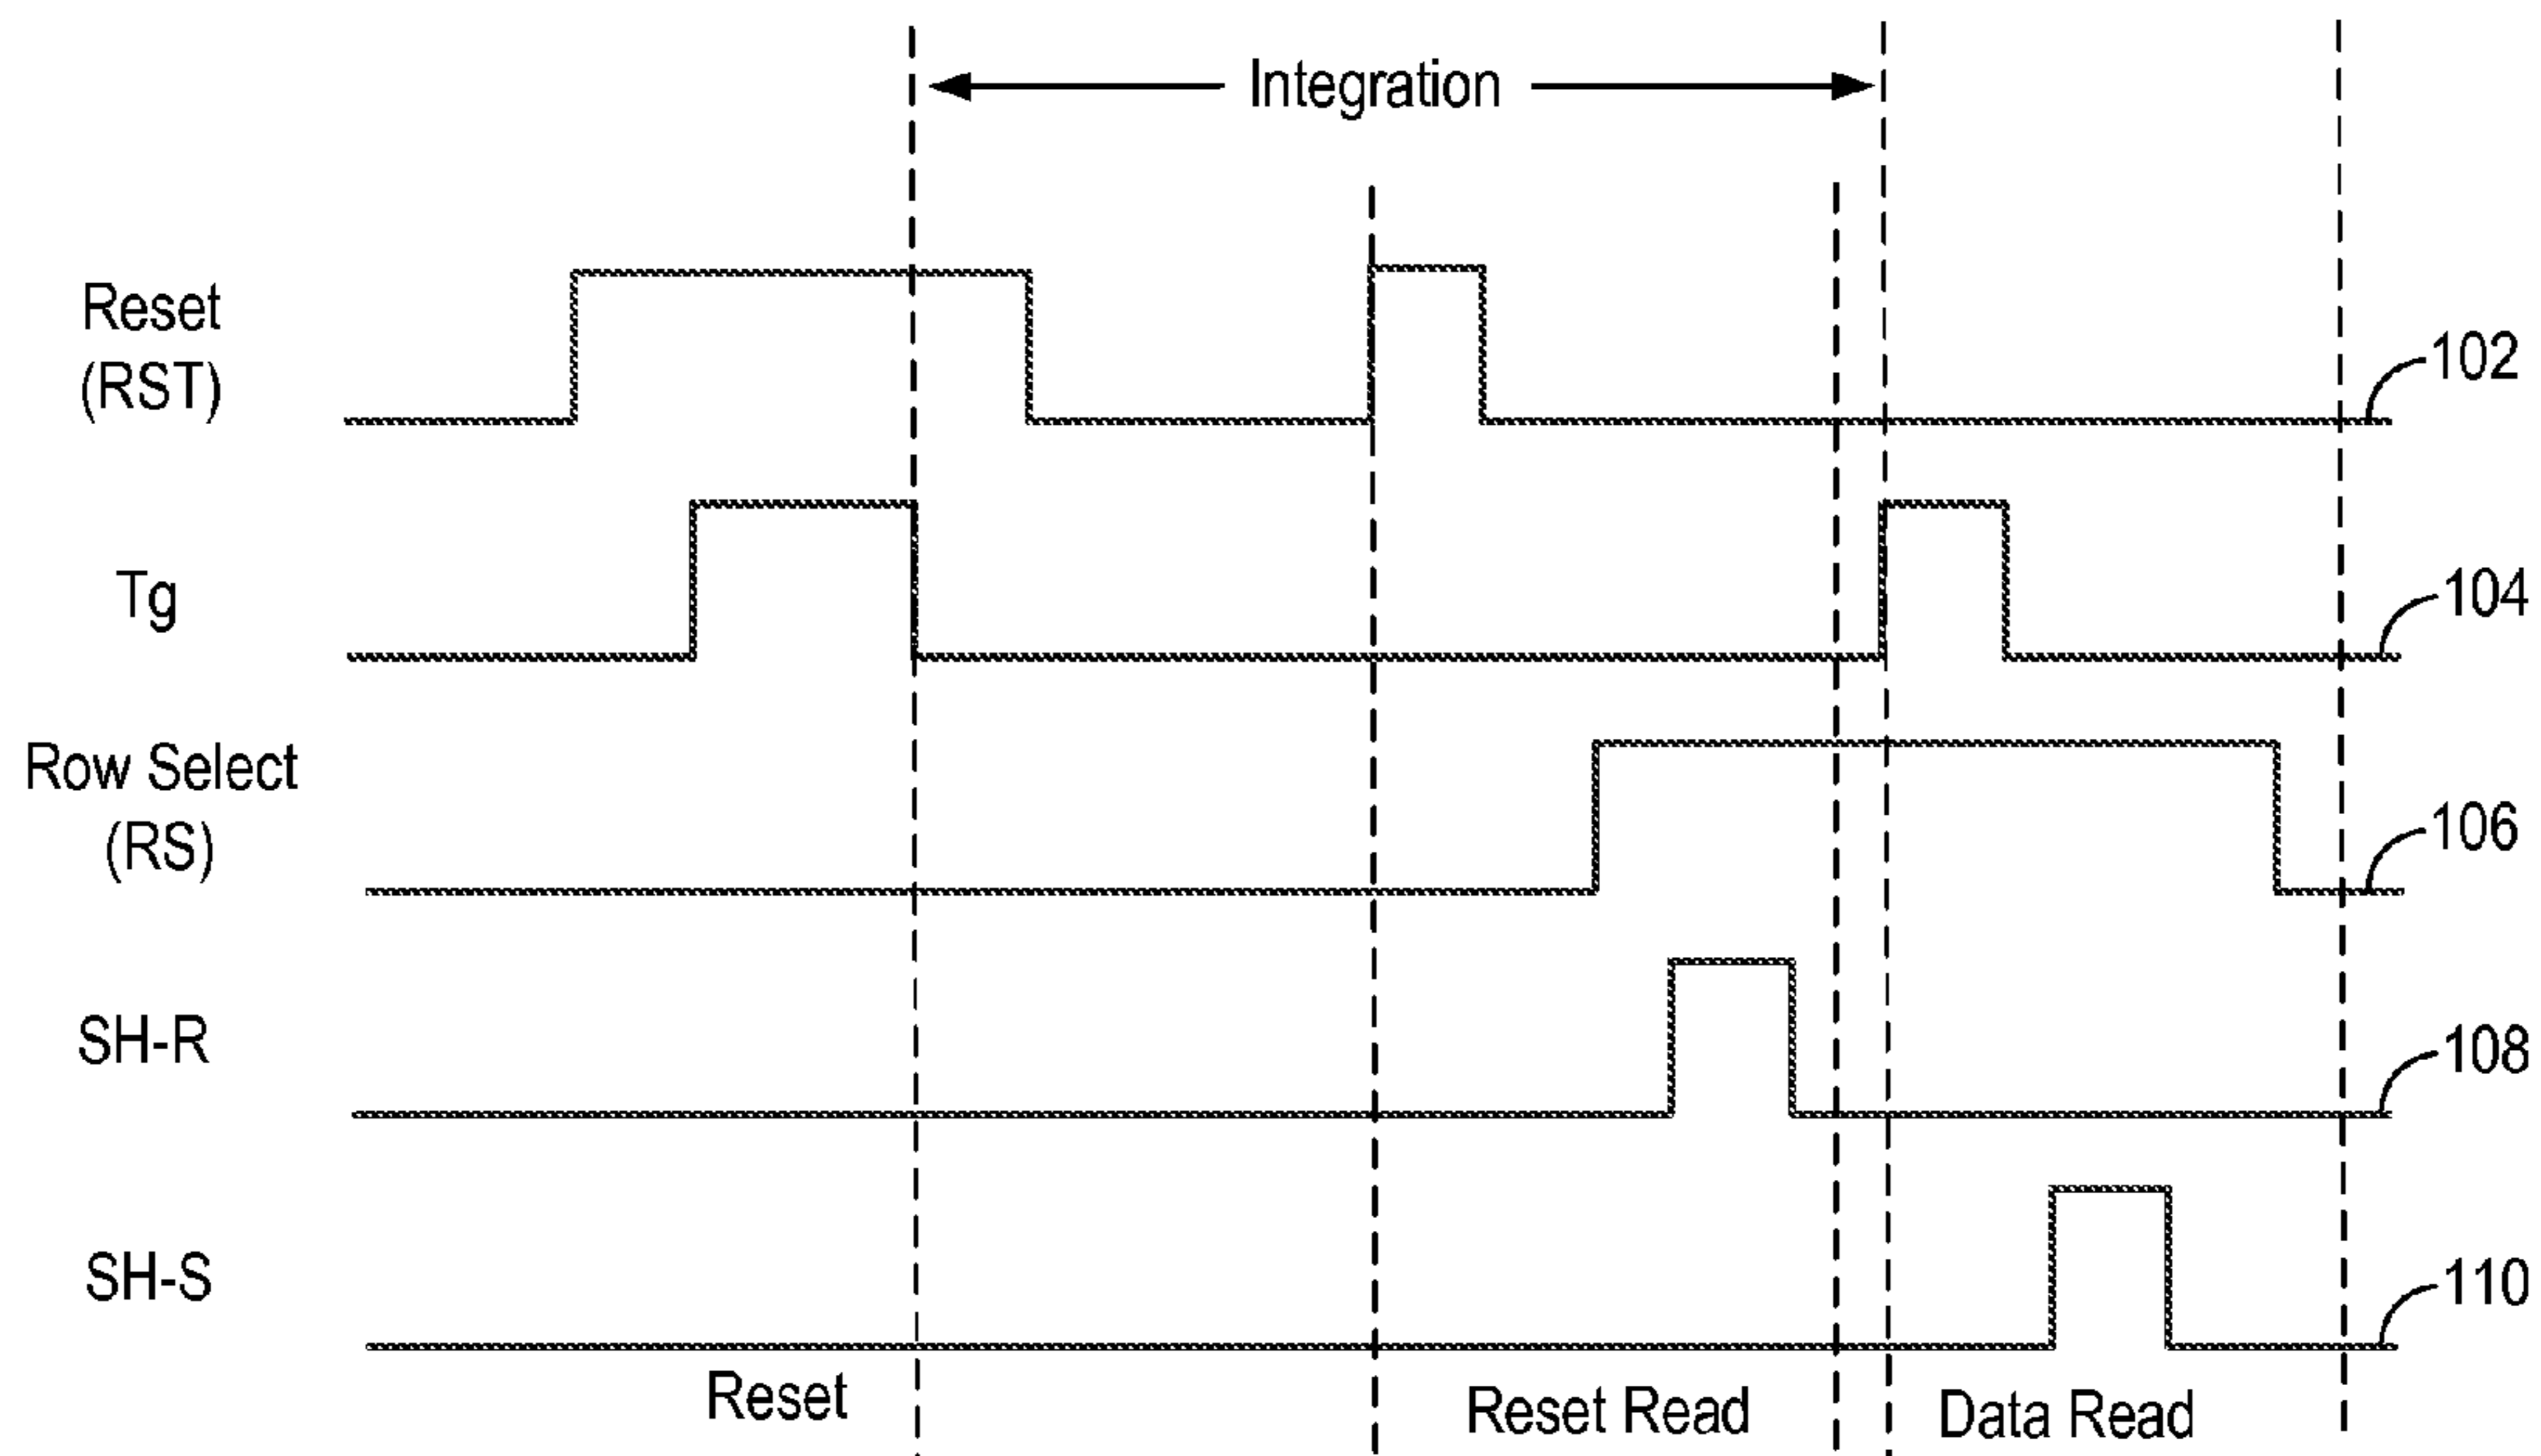 Integration
Reset
(RST)
102
Tg
104
Row Select
(RS)
106
SH-R
108
SH-S
110
Reset
Reset Read
Data Read